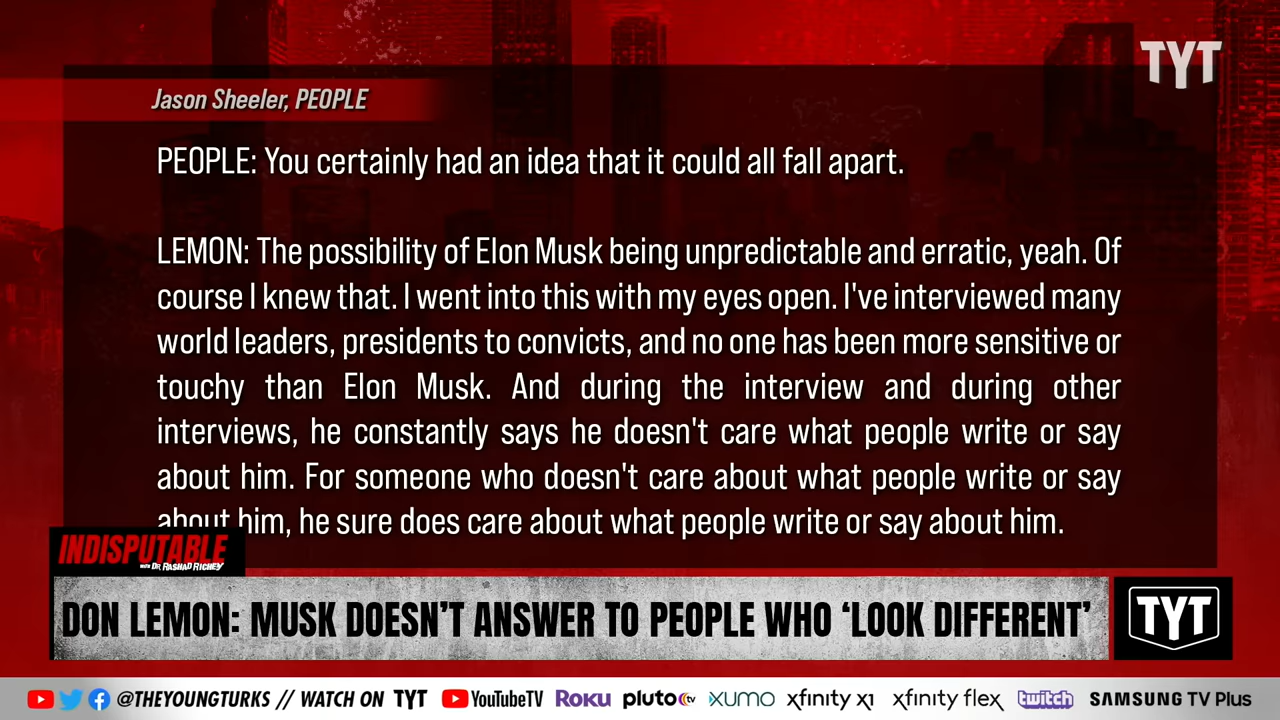 TYT
Jason Sheeler, PEOPLE
PEOPLE: You certainly had an idea that it could all fall apart.
LEMON: The possibility of Elon Musk being unpredictable and erratic, yeah. Of
course I knew that. I went into this with my eyes open. I've interviewed many
world leaders, presidents to convicts, and no one has been more sensitive or
touchy than Elon Musk. And during the interview and during other
interviews, he constantly says he doesn't care what people write or say
about him. For someone who doesn't care about what people write or say
about him, he sure does care about what people write or say about him.
INDISPUTABLE
WITH DR. RASHAD RICHEY
DON LEMON: MUSK DOESN'T ANSWER TO PEOPLE WHO ‘LOOK DIFFERENT’
TYT
@THEYOUNGTURKS // WATCH ON TYT YouTubeTV ROKU pluto tv xumo xfinity x1 xfinity flex twitch SAMSUNG TV Plus